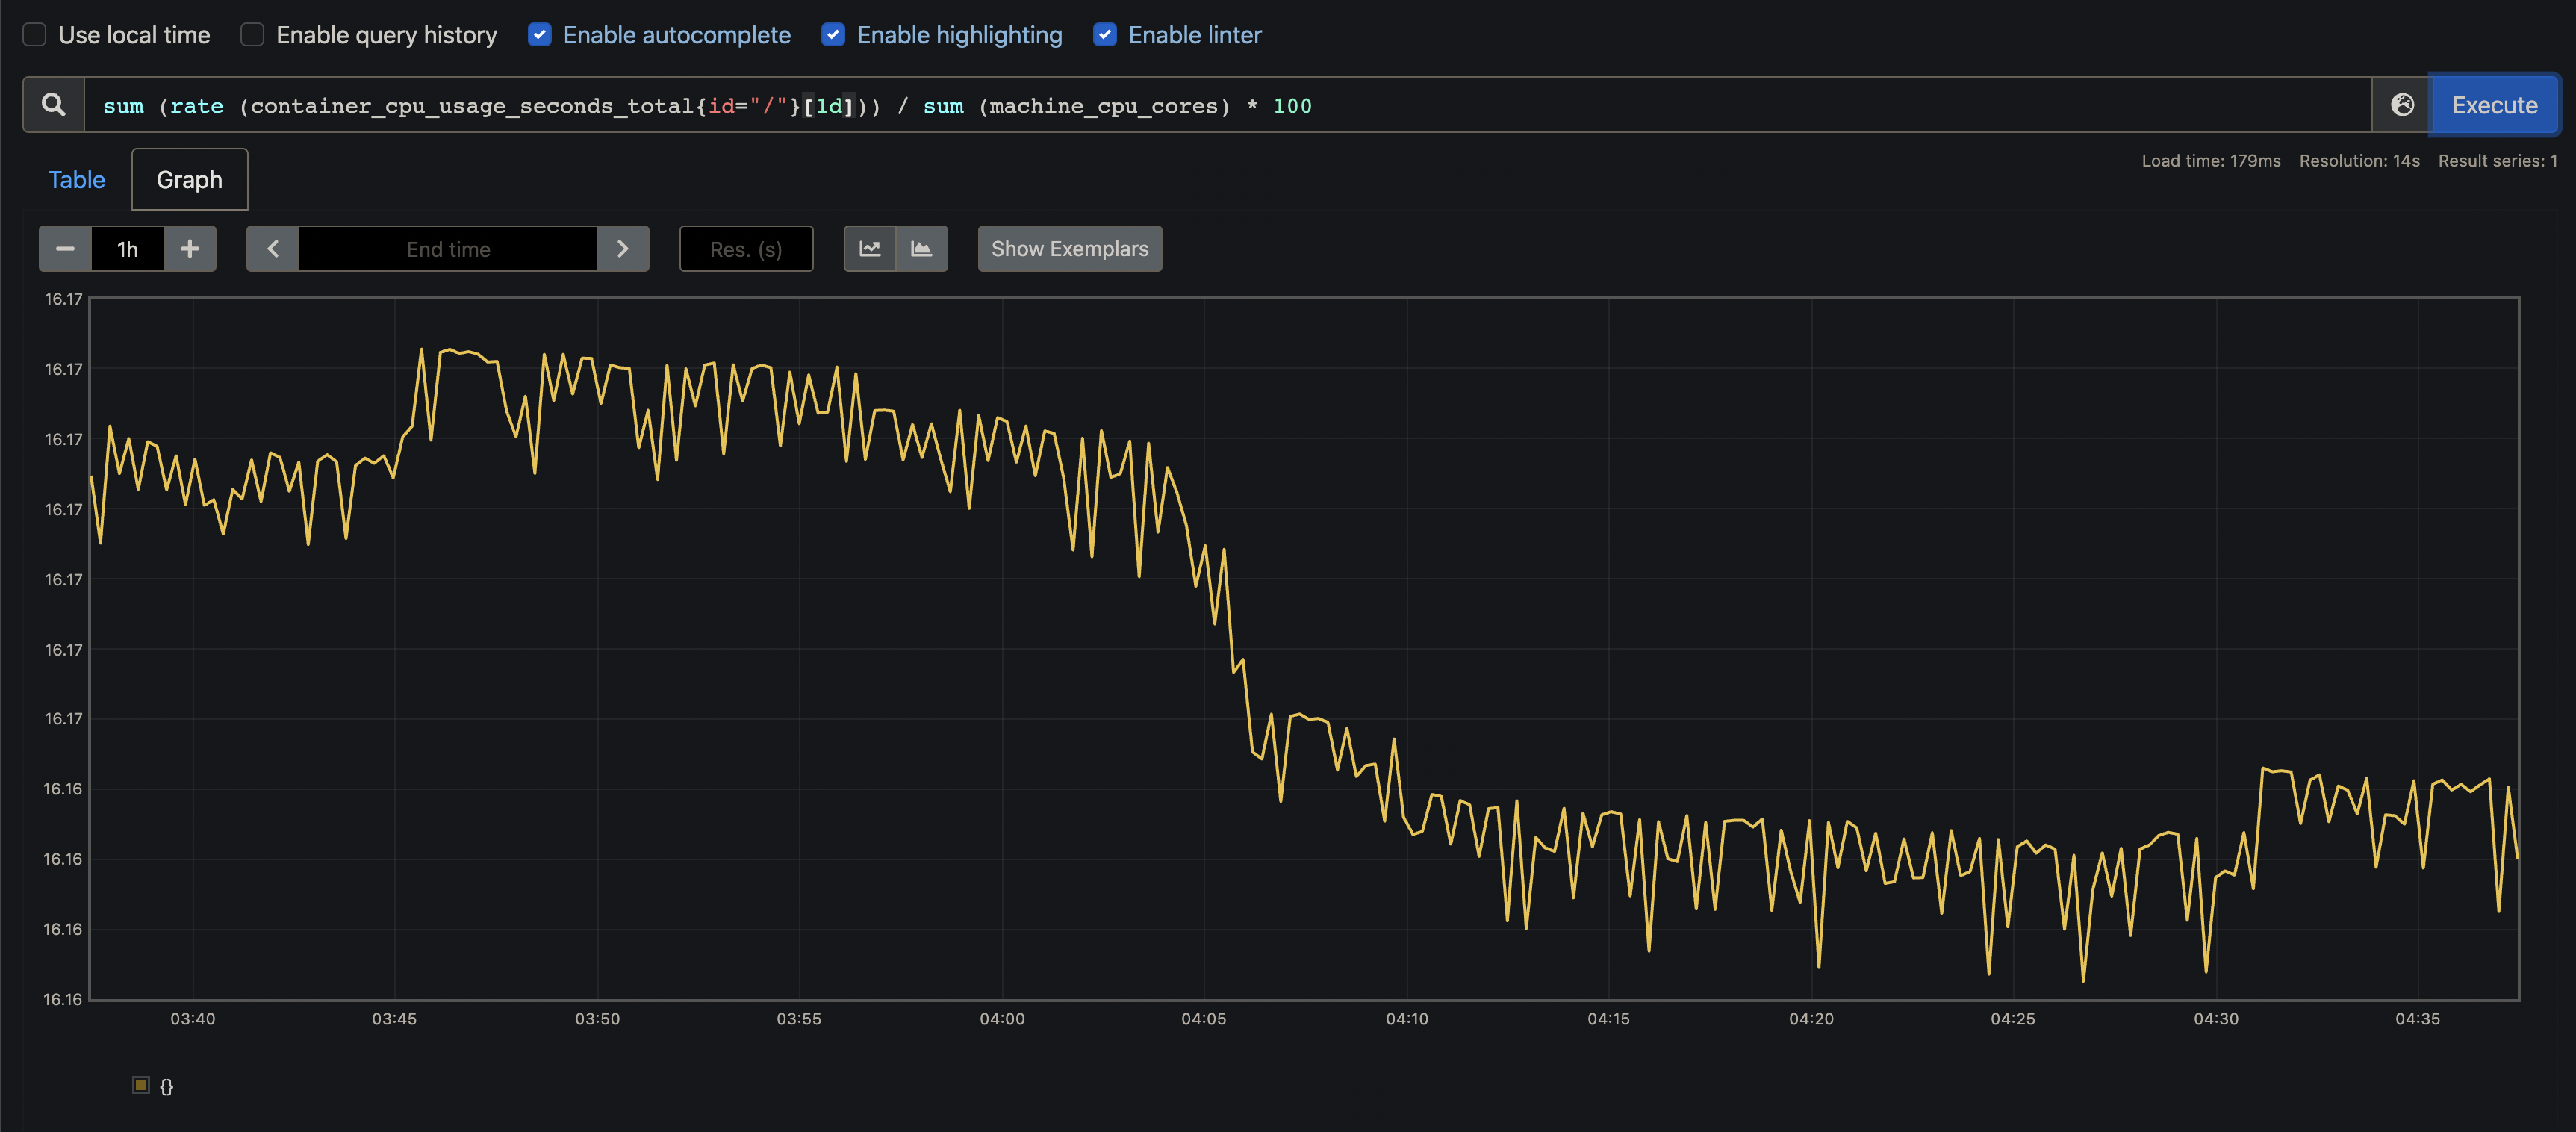 Use local time Enable query history Enable autocomplete Enable highlighting Enable linter
sum (rate (container_cpu_usage_seconds_total{id="/"}[1d])) / sum (machine_cpu_cores) * 100
Execute
Load time: 179ms Resolution: 14s Result series: 1
Table Graph
1h End time Res. (s) Show Exemplars
16.17
16.17
16.17
16.17
16.17
16.17
16.17
16.16
16.16
16.16
16.16
03:40 03:45 03:50 03:55 04:00 04:05 04:10 04:15 04:20 04:25 04:30 04:35
{}